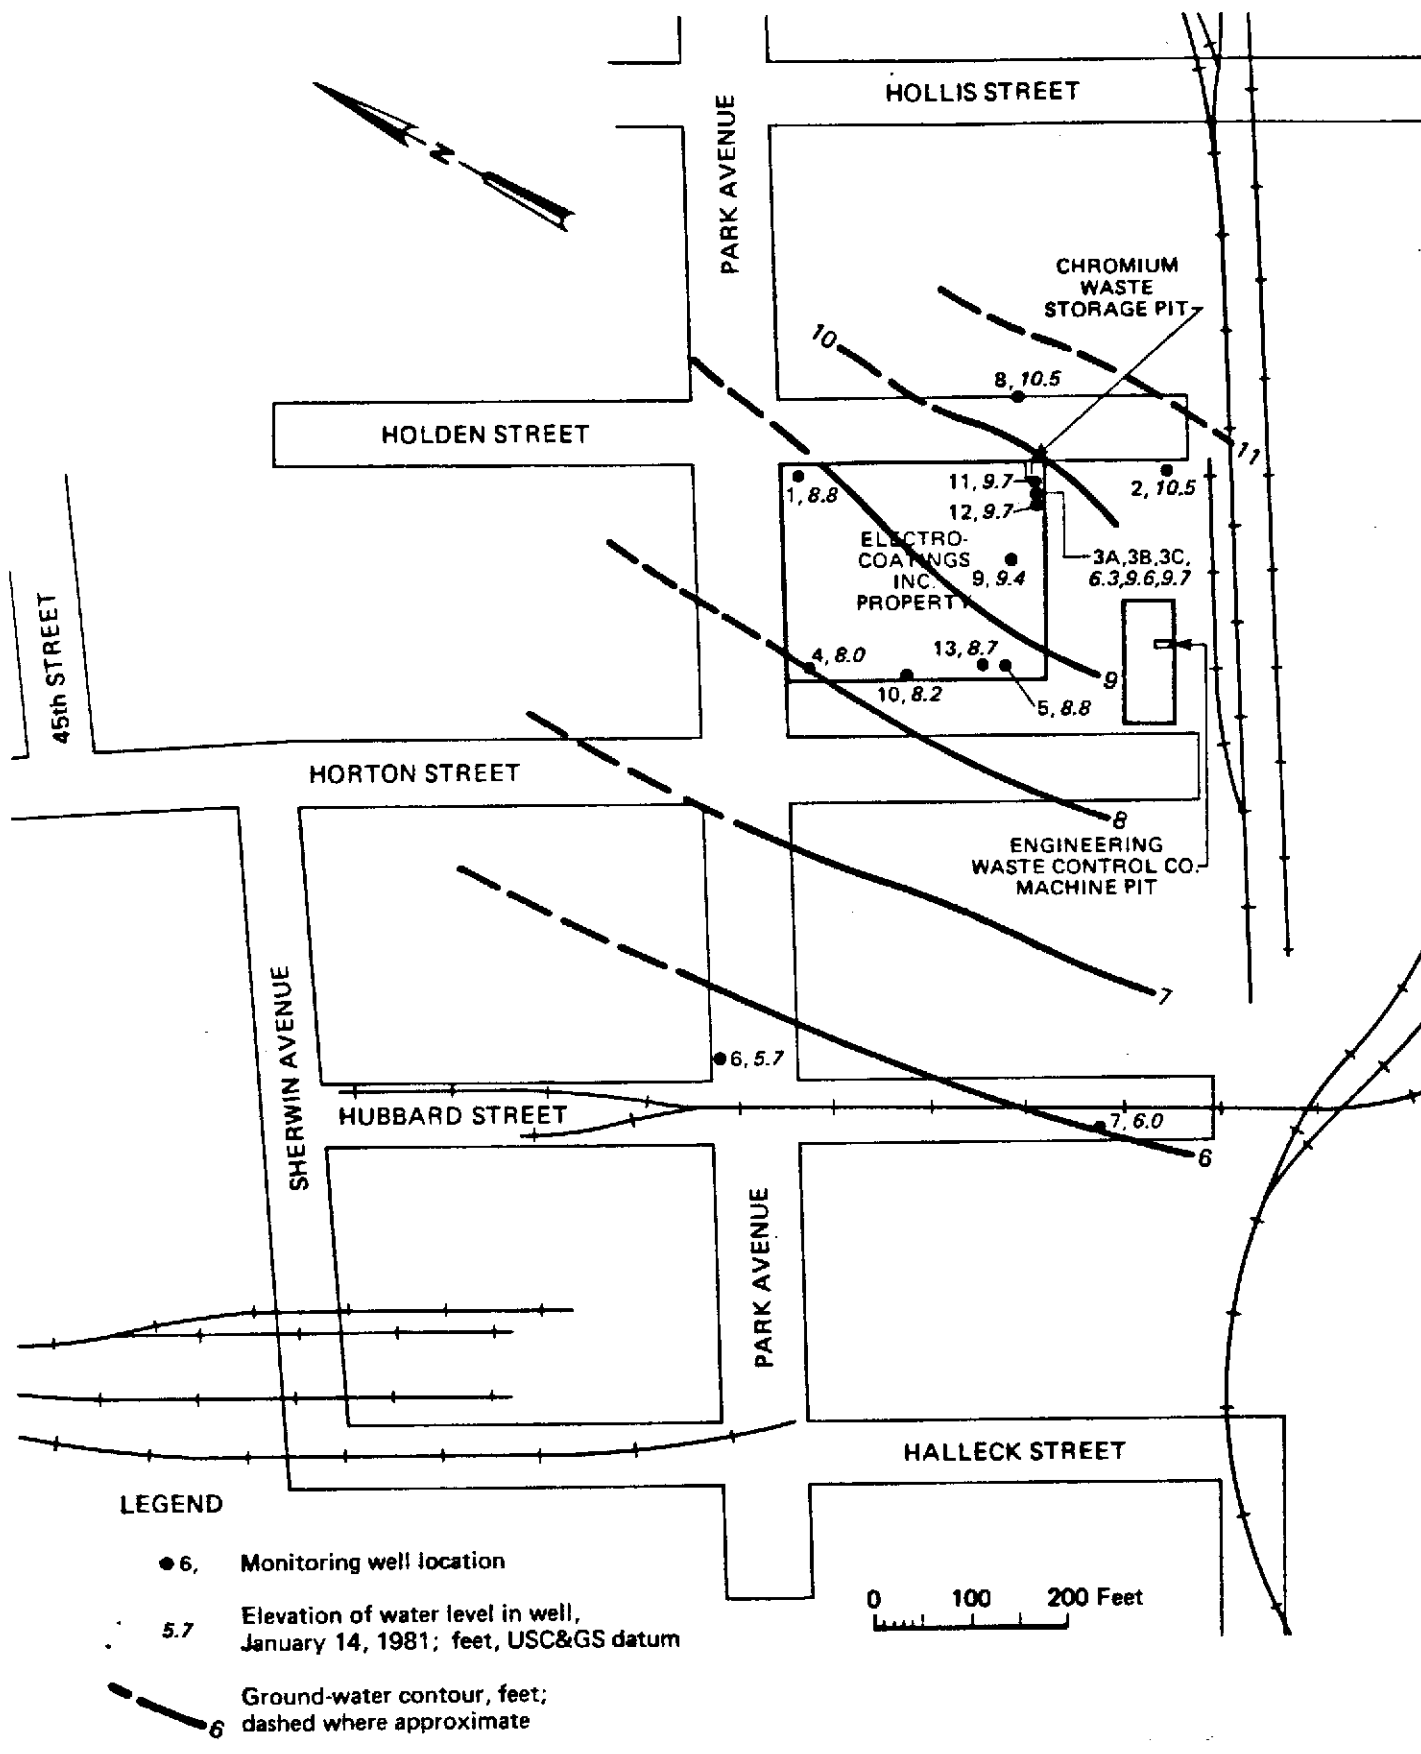 HOLLIS STREET
N
PARK AVENUE
CHROMIUM
WASTE
STORAGE PIT
10
8, 10.5
HOLDEN STREET
11
11, 9.7
2, 10.5
1, 8.8
12, 9.7
ELECTRO-
COATINGS
INC.
PROPERTY
3A,3B,3C,
6.3,9.6,9.7
9, 9.4
45th STREET
4, 8.0
13, 8.7
9
10, 8.2
5, 8.8
HORTON STREET
8
ENGINEERING
WASTE CONTROL CO.
MACHINE PIT
7
SHERWIN AVENUE
6, 5.7
HUBBARD STREET
7, 6.0
6
PARK AVENUE
HALLECK STREET
LEGEND
6, Monitoring well location
5.7 Elevation of water level in well,
January 14, 1981; feet, USC&GS datum
6 Ground-water contour, feet;
dashed where approximate
0 100 200 Feet